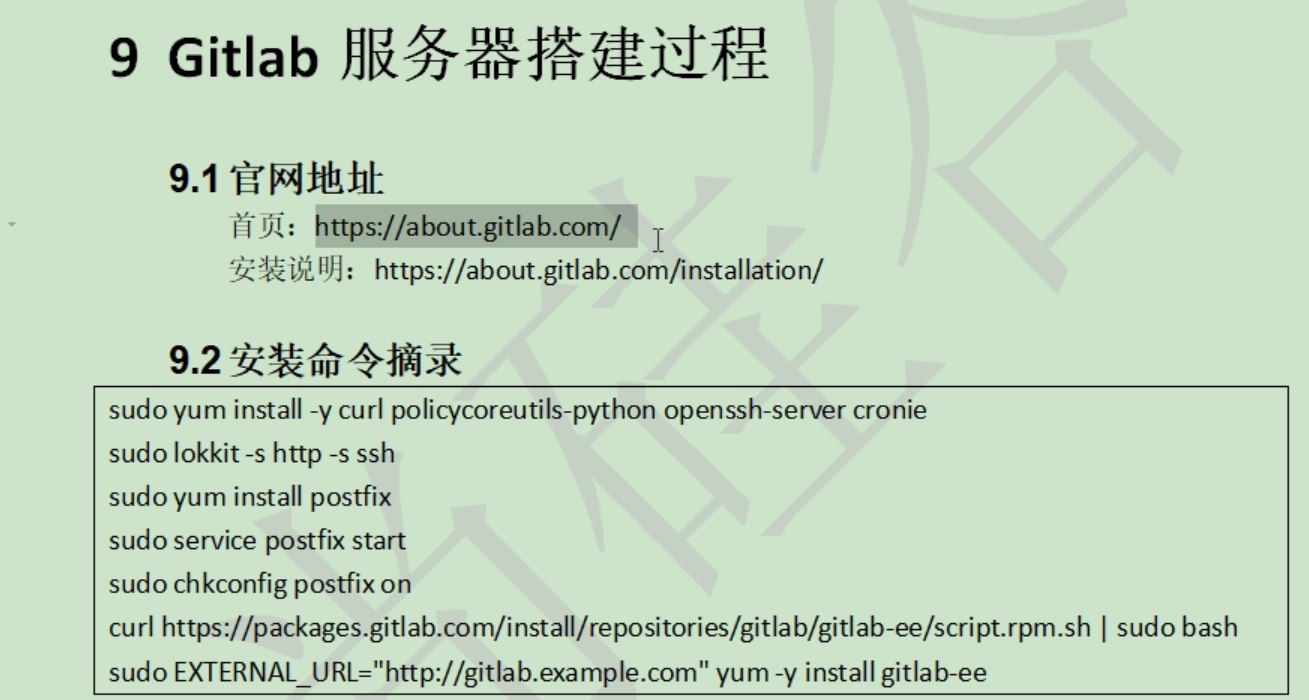 9 Gitlab 服务器搭建过程
9.1 官网地址
首页：https://about.gitlab.com/
安装说明：https://about.gitlab.com/installation/
9.2 安装命令摘录
sudo yum install -y curl policycoreutils-python openssh-server cronie
sudo lokkit -s http -s ssh
sudo yum install postfix
sudo service postfix start
sudo chkconfig postfix on
curl https://packages.gitlab.com/install/repositories/gitlab/gitlab-ee/script.rpm.sh | sudo bash
sudo EXTERNAL_URL="http://gitlab.example.com" yum -y install gitlab-ee
尚硅谷